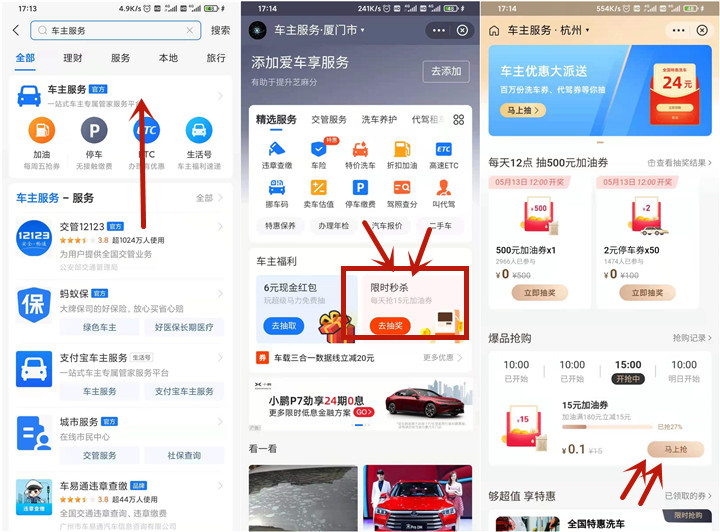 17:13
4.9K/s
车主服务
搜索
全部
理财
服务
本地
旅行
车主服务 官方
一站式车主专属管家服务平
P
ETC
加油
停车
ETC
生活号
每周五抢券
无接触缴费
车主福利速递
车主服务 – 服务
全部
12123
交管12123 官方
3.8 超1024万人使用
为用户提供全国交管业务
公安部交通管理局
保
蚂蚁保 官方
大牌保司的好保险，放心买省心赔
绿色车主
好医保长期医疗
支付宝车主服务 生活号
一站式车主专属管家服务平台
车主服务
支付宝车主服务
城市服务 官方
在线市民中心
交管服务
社保查询
违章查缴
车易通违章查缴 品牌
3.8 超44万人使用
全国交通违章查缴，缴费查询
广州市车易通汽车信息咨询有限公司
17:14
241K/s
车主服务·厦门市
添加爱车享服务
有助于提升芝麻分
去添加
精选服务
交管服务
洗车养护
代驾租
特惠
ETC
违章查缴
车险
特价洗车
折扣加油
高速ETC
P
挪车码
卖车估值
停车缴费
驾照查分
叫代驾
特惠保养
办理年检
汽车报价
二手车
车主福利
6元现金红包
玩超级马力免费抽
去抽取
限时秒杀
每天抢15元加油券
去抽奖
券
车载三合一数据线立减20元
更多优惠
小鹏P7劲享24期0息
更多限时低息金融方案
GO
广告
看一看
17:14
554K/s
车主服务 · 杭州
车主优惠大派送
百万份洗车券、代驾券等你抽
马上抽
24元
每天12点 抽500元加油券
查看抽奖结果
05月13日 12:00 开奖
¥500
500元加油券x1
2966人已参与
¥0 ¥500
立即抽奖
05月13日 12:00 开奖
¥2
2元停车券x50
1424人已参与
¥0 ¥100
立即抽奖
爆品抢购
抢购记录
10:00
已开始
10:00
已开始
15:00
开抢中
10:00
明日开始
¥15
15元加油券
加油满180元立减15元
已抢27%
¥0.1 ¥15
马上抢
够超值 享特惠
已领取的券
限时抢购
全国特惠洗车